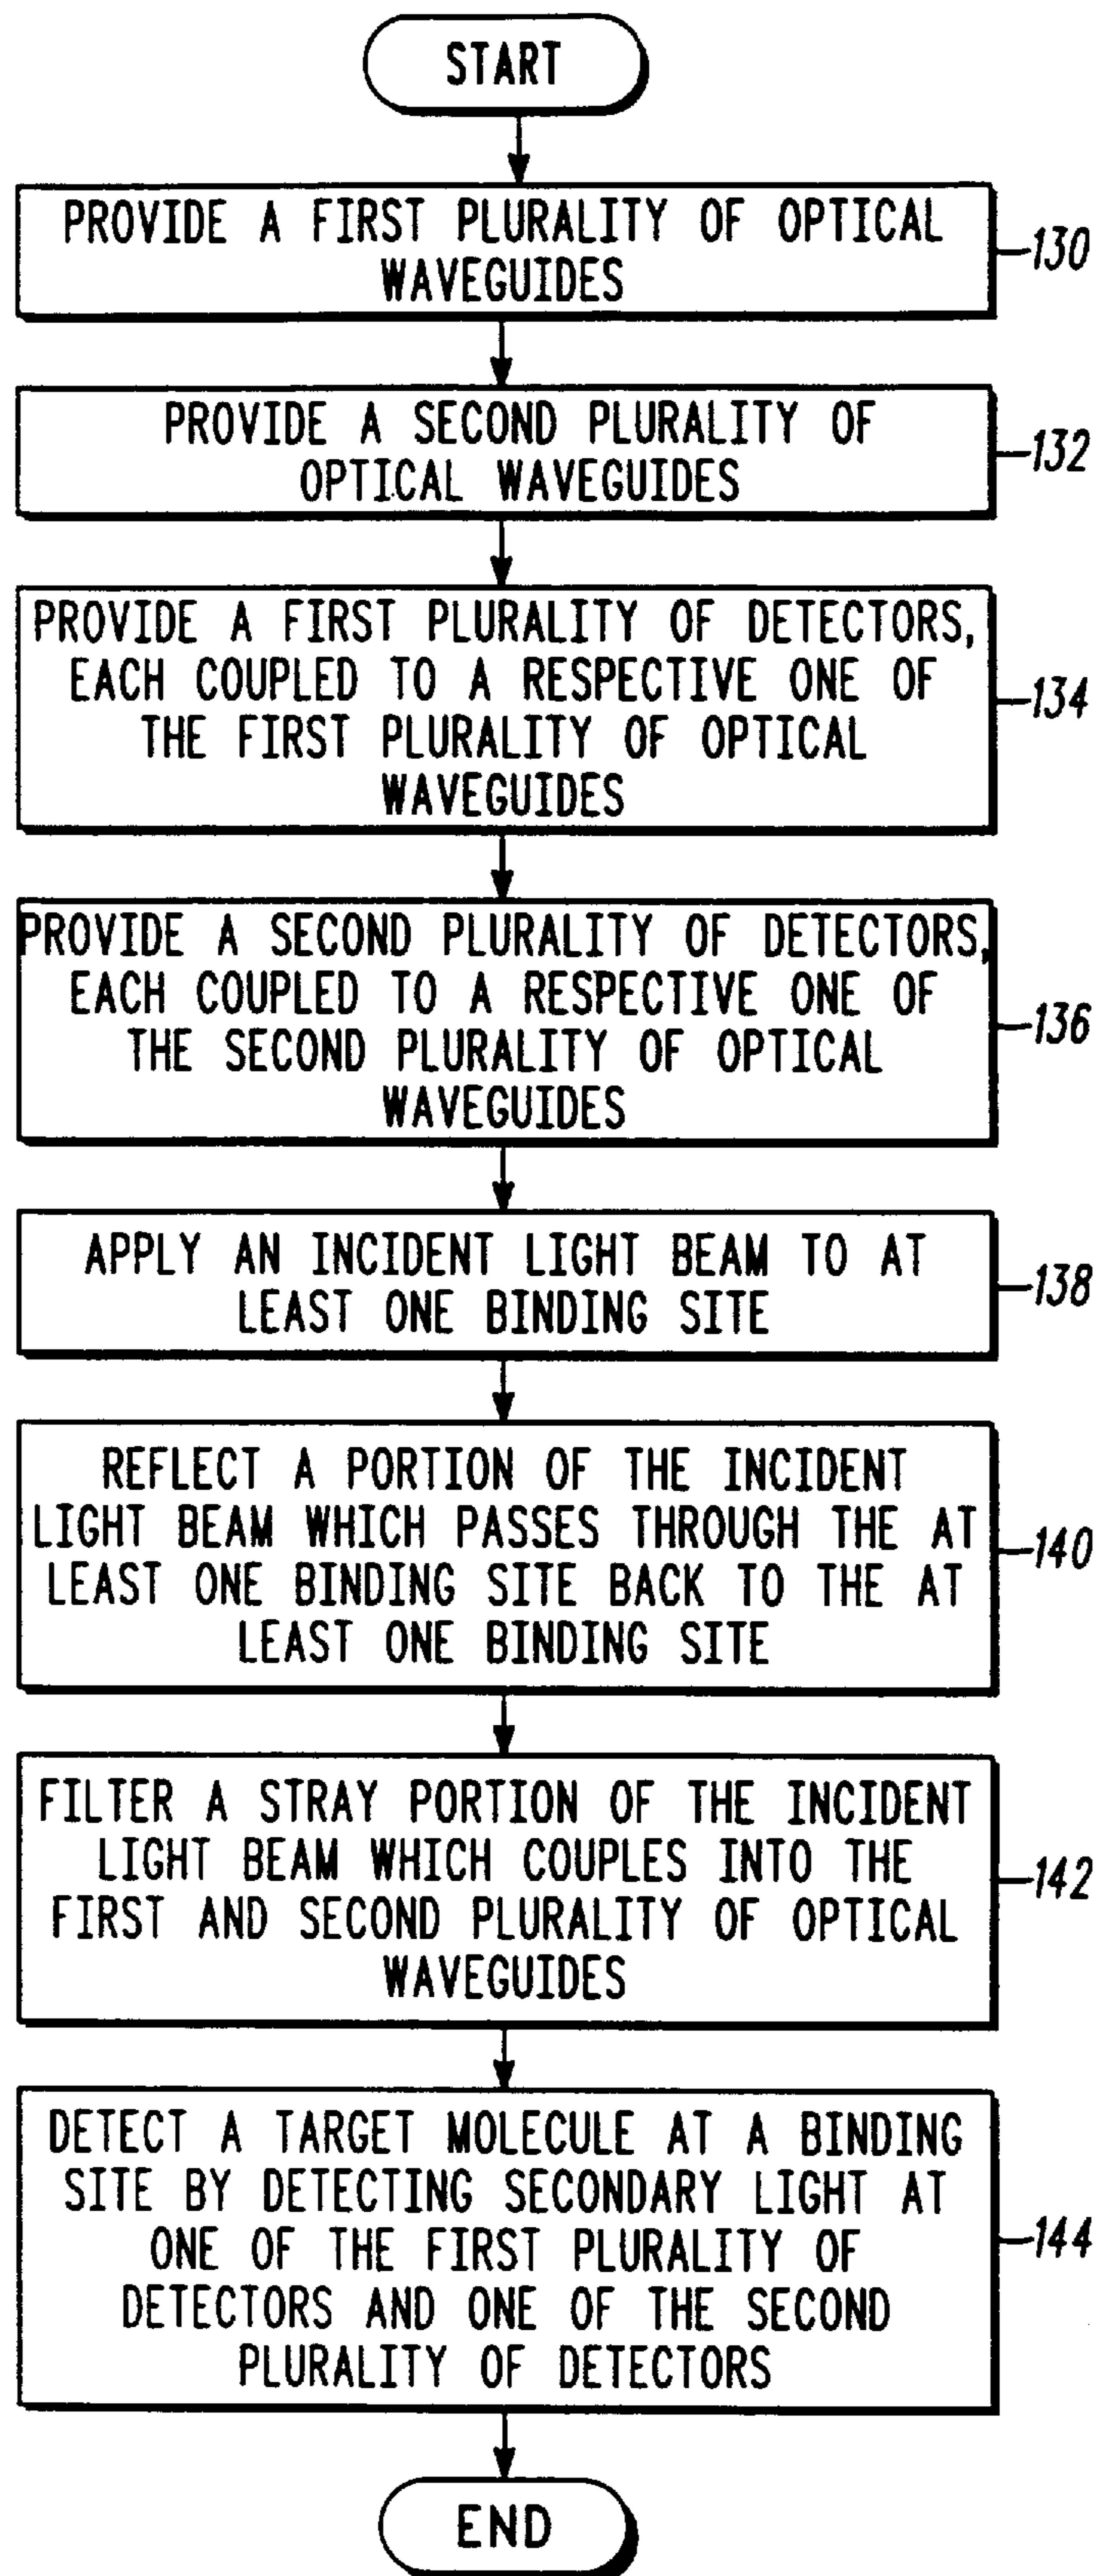 START
PROVIDE A FIRST PLURALITY OF OPTICAL
WAVEGUIDES
130
PROVIDE A SECOND PLURALITY OF
OPTICAL WAVEGUIDES
132
PROVIDE A FIRST PLURALITY OF DETECTORS,
EACH COUPLED TO A RESPECTIVE ONE OF
THE FIRST PLURALITY OF OPTICAL
WAVEGUIDES
134
PROVIDE A SECOND PLURALITY OF DETECTORS,
EACH COUPLED TO A RESPECTIVE ONE OF
THE SECOND PLURALITY OF OPTICAL
WAVEGUIDES
136
APPLY AN INCIDENT LIGHT BEAM TO AT
LEAST ONE BINDING SITE
138
REFLECT A PORTION OF THE INCIDENT
LIGHT BEAM WHICH PASSES THROUGH THE AT
LEAST ONE BINDING SITE BACK TO THE AT
LEAST ONE BINDING SITE
140
FILTER A STRAY PORTION OF THE INCIDENT
LIGHT BEAM WHICH COUPLES INTO THE
FIRST AND SECOND PLURALITY OF OPTICAL
WAVEGUIDES
142
DETECT A TARGET MOLECULE AT A BINDING
SITE BY DETECTING SECONDARY LIGHT AT
ONE OF THE FIRST PLURALITY OF
DETECTORS AND ONE OF THE SECOND
PLURALITY OF DETECTORS
144
END